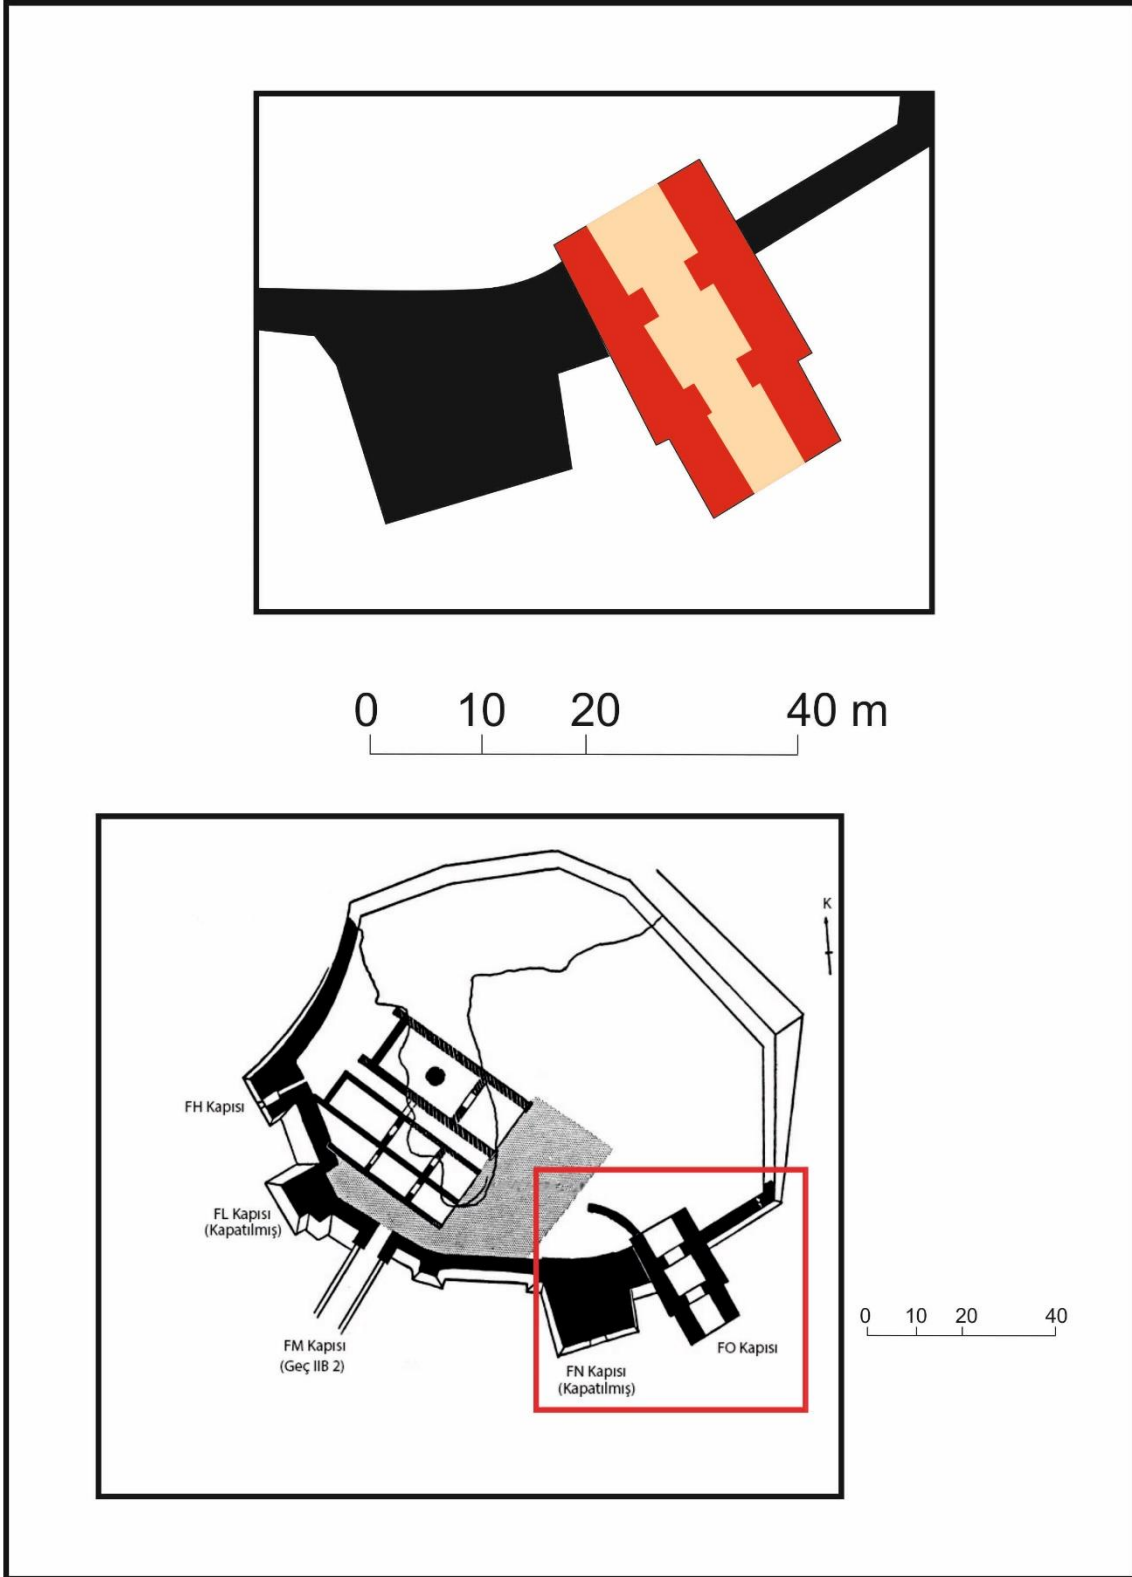 0 10 20 40 m
K
FH Kapısı
FL Kapısı
(Kapatılmış)
FM Kapısı
(Geç IIB 2)
FN Kapısı
(Kapatılmış)
FO Kapısı
0 10 20 40